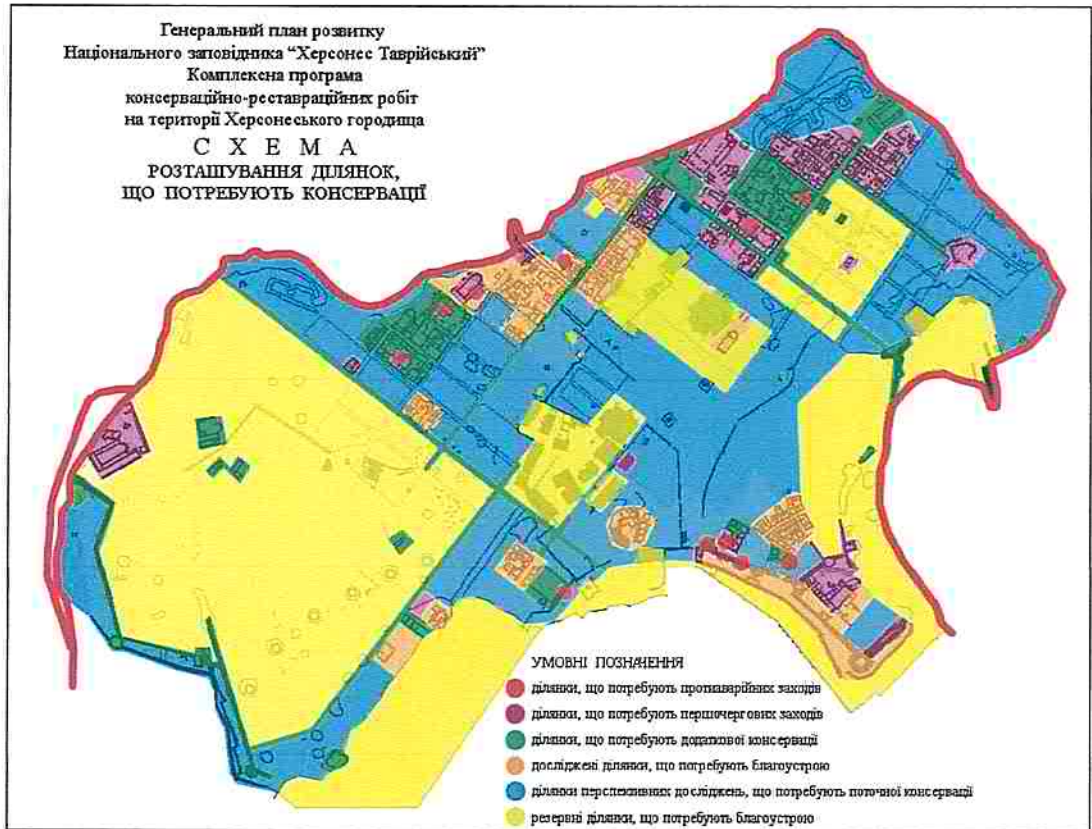 Генеральний план розвитку
Національного заповідника “Херсонес Таврійський”
Комплексна програма
консерваційно-реставраційних робіт
на території Херсонеського городища
С Х Е М А
РОЗТАШУВАННЯ ДІЛЯНОК,
ЩО ПОТРЕБУЮТЬ КОНСЕРВАЦІЇ
УМОВНІ ПОЗНАЧЕННЯ
ділянки, що потребують протиаварійних заходів
ділянки, що потребують першочергових заходів
ділянки, що потребують додаткової консервації
досліджені ділянки, що потребують благоустрою
ділянки перспективних досліджень, що потребують поточної консервації
резервні ділянки, що потребують благоустрою